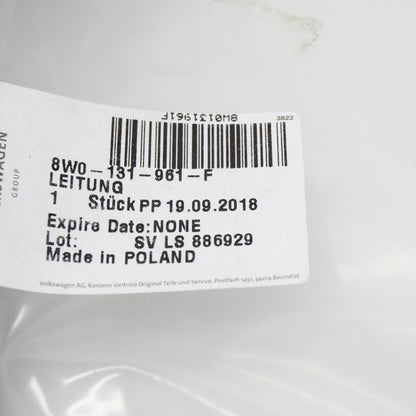 8W0131961F
3822
8W0-131-961-F
LEITUNG
1 Stück PP 19.09.2018
Expire Date:NONE
Lot: SV LS 886929
Made in POLAND
GROUP
Volkswagen AG, Konzern Vertrieb Original Teile und Service, Postfach 1451, 34219 Baunatal